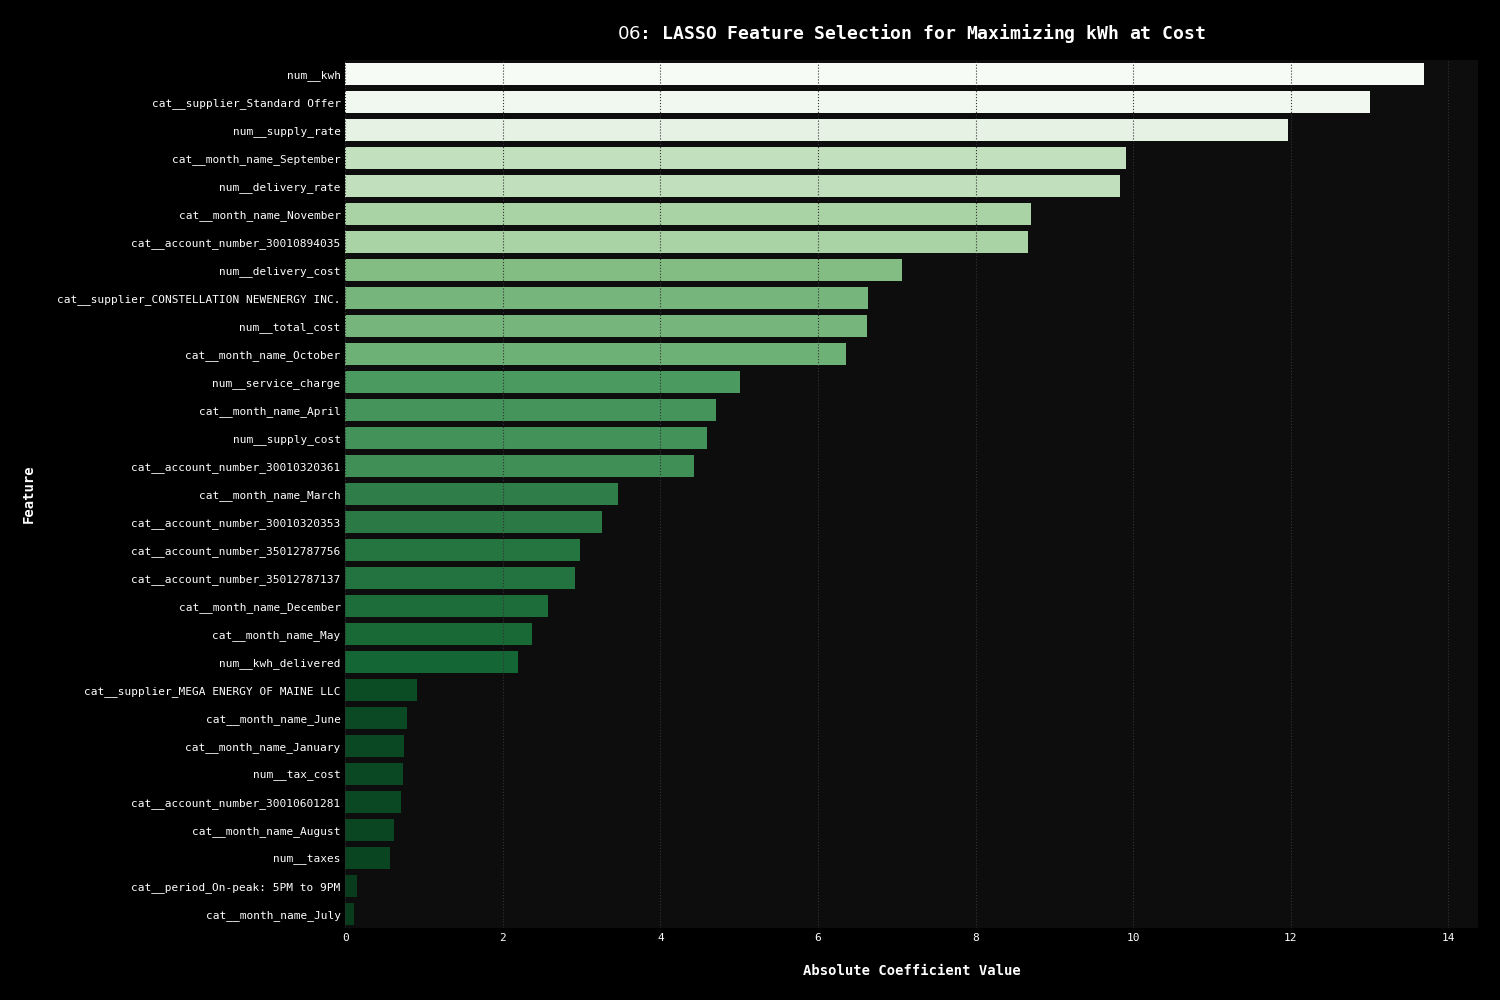 06: LASSO Feature Selection for Maximizing kWh at Cost
num__kwh
cat__supplier_Standard Offer
num__supply_rate
cat__month_name_September
num__delivery_rate
cat__month_name_November
cat__account_number_30010894035
num__delivery_cost
cat__supplier_CONSTELLATION NEWENERGY INC.
num__total_cost
cat__month_name_October
num__service_charge
cat__month_name_April
num__supply_cost
cat__account_number_30010320361
cat__month_name_March
cat__account_number_30010320353
cat__account_number_35012787756
cat__account_number_35012787137
cat__month_name_December
cat__month_name_May
num__kwh_delivered
cat__supplier_MEGA ENERGY OF MAINE LLC
cat__month_name_June
cat__month_name_January
num__tax_cost
cat__account_number_30010601281
cat__month_name_August
num__taxes
cat__period_On-peak: 5PM to 9PM
cat__month_name_July
Feature
0 2 4 6 8 10 12 14
Absolute Coefficient Value